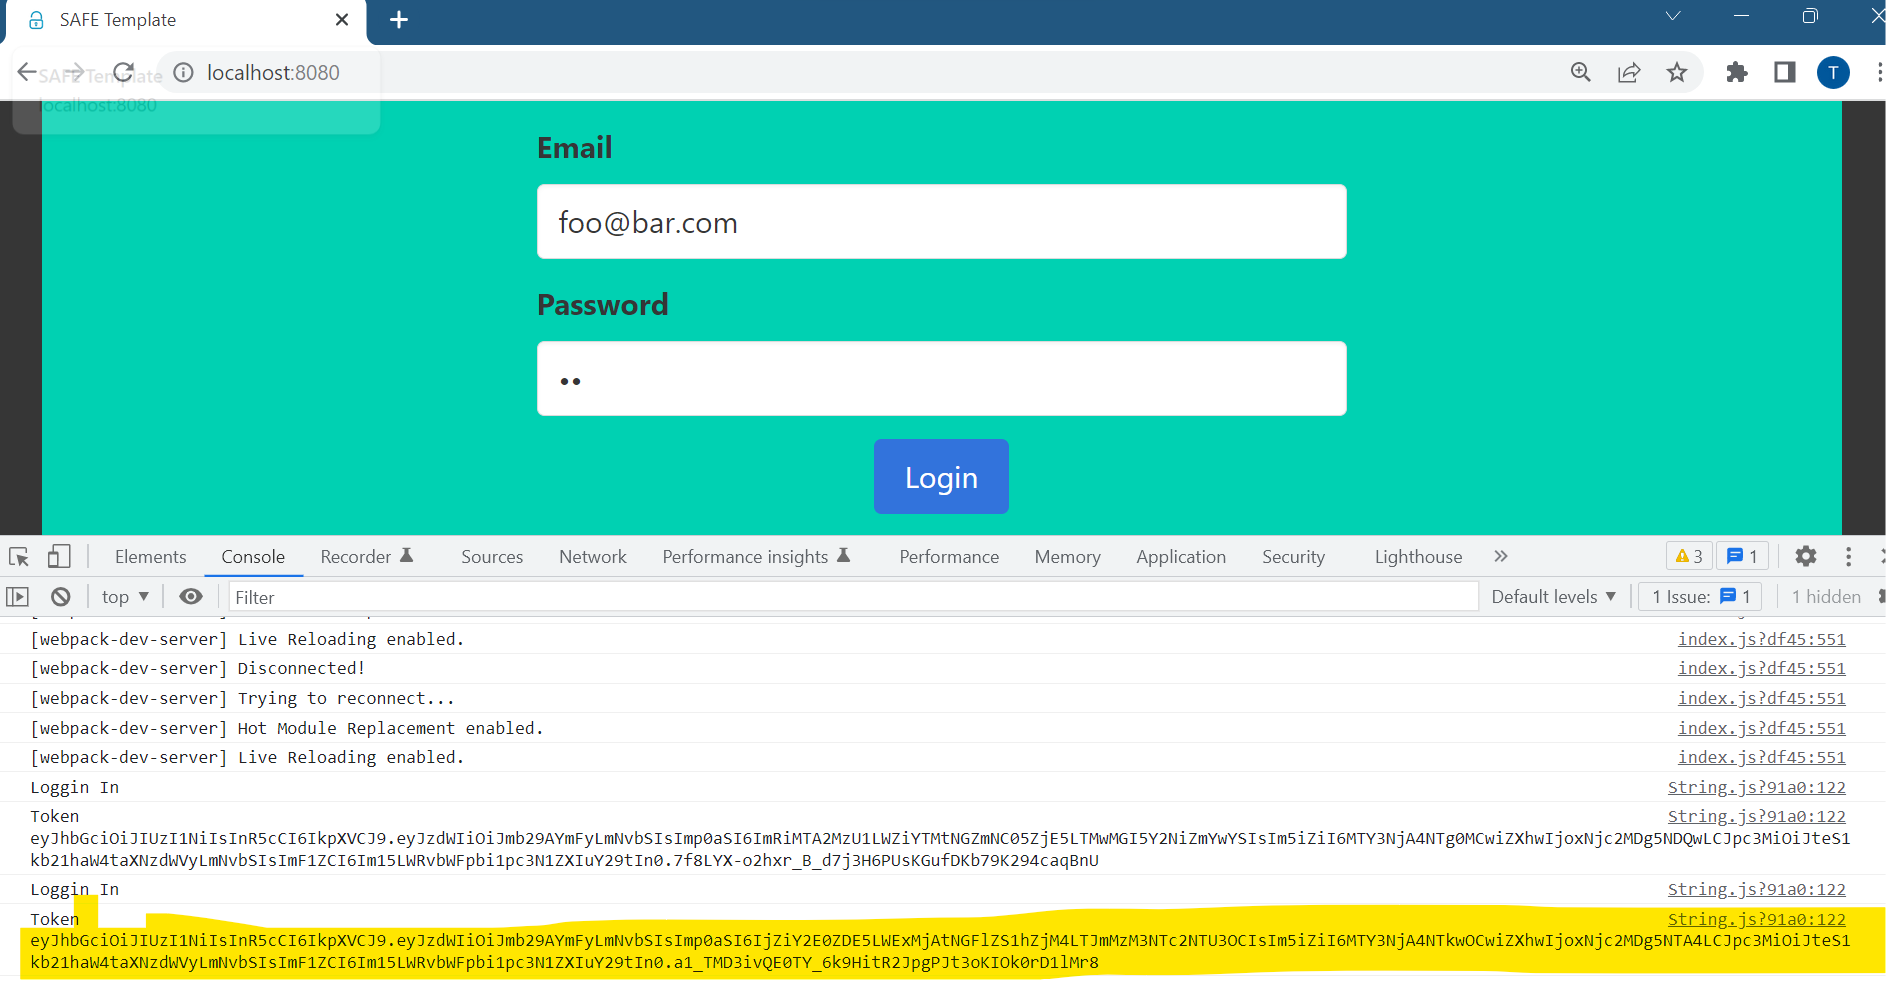 SAFE Template
localhost:8080
SAFE Template
localhost:8080
T
Email
foo@bar.com
Password
••
Login
Elements Console Recorder Sources Network Performance insights Performance Memory Application Security Lighthouse » 3 1
top ▼ Filter Default levels ▼ 1 Issue: 1 1 hidden
[webpack-dev-server] Live Reloading enabled. index.js?df45:551
[webpack-dev-server] Disconnected! index.js?df45:551
[webpack-dev-server] Trying to reconnect... index.js?df45:551
[webpack-dev-server] Hot Module Replacement enabled. index.js?df45:551
[webpack-dev-server] Live Reloading enabled. index.js?df45:551
Loggin In String.js?91a0:122
Token String.js?91a0:122
eyJhbGciOiJIUzI1NiIsInR5cCI6IkpXVCJ9.eyJzdWIiOiJmb29AYmFyLmNvbSIsImp0aSI6ImRiMTA2MzU1LWZiYTMtNGZmNC05ZjE5LTMwMGI5Y2NiZmYwYSIsIm5iZiI6MTY3NjA4NTg0MCwiZXhwIjoxNjc2MDg5NDQwLCJpc3MiOiJteS1
kb21haW4taXNzdWVyLmNvbSIsImF1ZCI6Im15LWRvbWFpbi1pc3N1ZXIuY29tIn0.7f8LYX-o2hxr_B_d7j3H6PUsKGufDKb79K294caqBnU
Loggin In String.js?91a0:122
Token String.js?91a0:122
eyJhbGciOiJIUzI1NiIsInR5cCI6IkpXVCJ9.eyJzdWIiOiJmb29AYmFyLmNvbSIsImp0aSI6IjZiY2E0ZDE5LWExMjAtNGFlZS1hZjM4LTJmMzM3NTc2NTU3OCIsIm5iZiI6MTY3NjA4NTkwOCwiZXhwIjoxNjc2MDg5NTA4LCJpc3MiOiJteS1
kb21haW4taXNzdWVyLmNvbSIsImF1ZCI6Im15LWRvbWFpbi1pc3N1ZXIuY29tIn0.a1_TMD3ivQE0TY_6k9HitR2JpgPJt3oKIOk0rD1lMr8